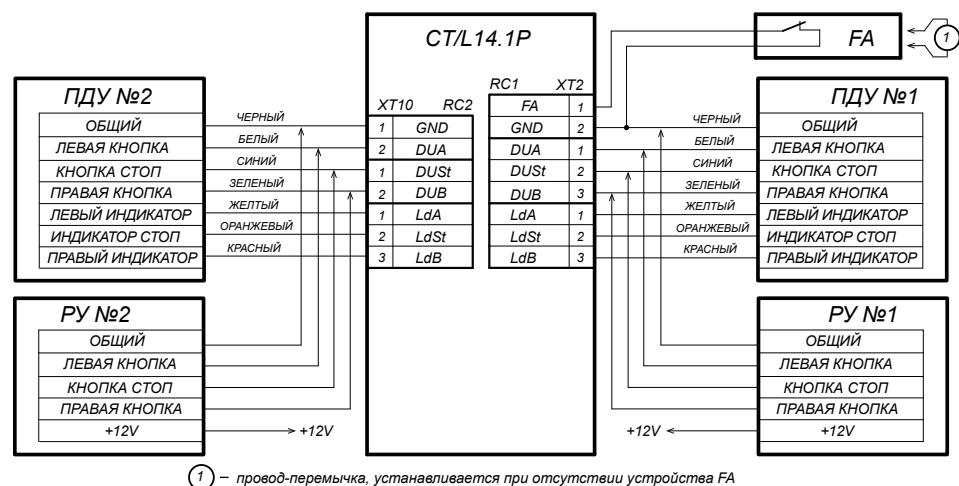 CT/L14.1P
FA
1
ПДУ №2
ОБЩИЙ
ЛЕВАЯ КНОПКА
КНОПКА СТОП
ПРАВАЯ КНОПКА
ЛЕВЫЙ ИНДИКАТОР
ИНДИКАТОР СТОП
ПРАВЫЙ ИНДИКАТОР
ЧЕРНЫЙ
БЕЛЫЙ
СИНИЙ
ЗЕЛЕНЫЙ
ЖЕЛТЫЙ
ОРАНЖЕВЫЙ
КРАСНЫЙ
XT10 RC2
1 GND
2 DUA
1 DUSt
2 DUB
1 LdA
2 LdSt
3 LdB
RC1 XT2
FA 1
GND 2
DUA 1
DUSt 2
DUB 3
LdA 1
LdSt 2
LdB 3
ЧЕРНЫЙ
БЕЛЫЙ
СИНИЙ
ЗЕЛЕНЫЙ
ЖЕЛТЫЙ
ОРАНЖЕВЫЙ
КРАСНЫЙ
ПДУ №1
ОБЩИЙ
ЛЕВАЯ КНОПКА
КНОПКА СТОП
ПРАВАЯ КНОПКА
ЛЕВЫЙ ИНДИКАТОР
ИНДИКАТОР СТОП
ПРАВЫЙ ИНДИКАТОР
РУ №2
ОБЩИЙ
ЛЕВАЯ КНОПКА
КНОПКА СТОП
ПРАВАЯ КНОПКА
+12V
+12V
+12V
РУ №1
ОБЩИЙ
ЛЕВАЯ КНОПКА
КНОПКА СТОП
ПРАВАЯ КНОПКА
+12V
1 – провод-перемычка, устанавливается при отсутствии устройства FA